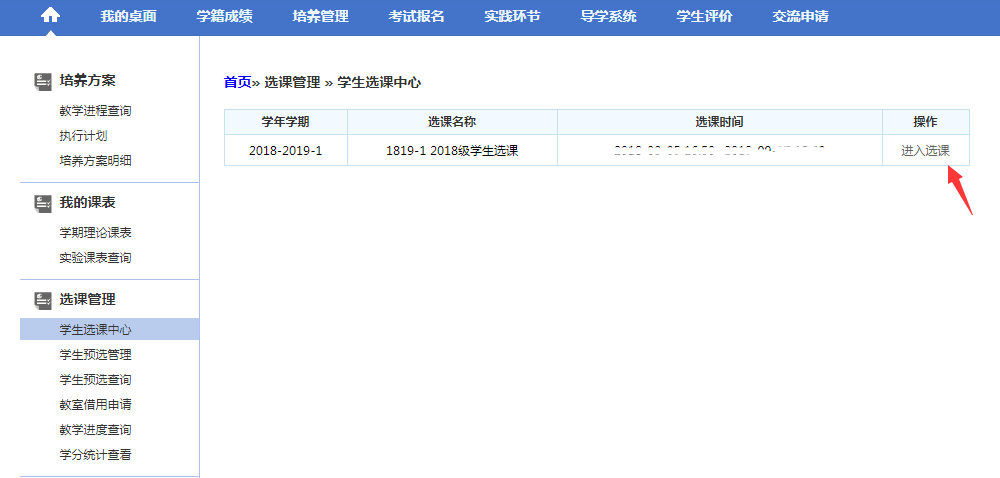 我的桌面 学籍成绩 培养管理 考试报名 实践环节 导学系统 学生评价 交流申请
培养方案
教学进程查询
执行计划
培养方案明细
我的课表
学期理论课表
实验课表查询
选课管理
学生选课中心
学生预选管理
学生预选查询
教室借用申请
教学进度查询
学分统计查看
首页» 选课管理 » 学生选课中心
学年学期 选课名称 选课时间 操作
2018-2019-1 1819-1 2018级学生选课 进入选课